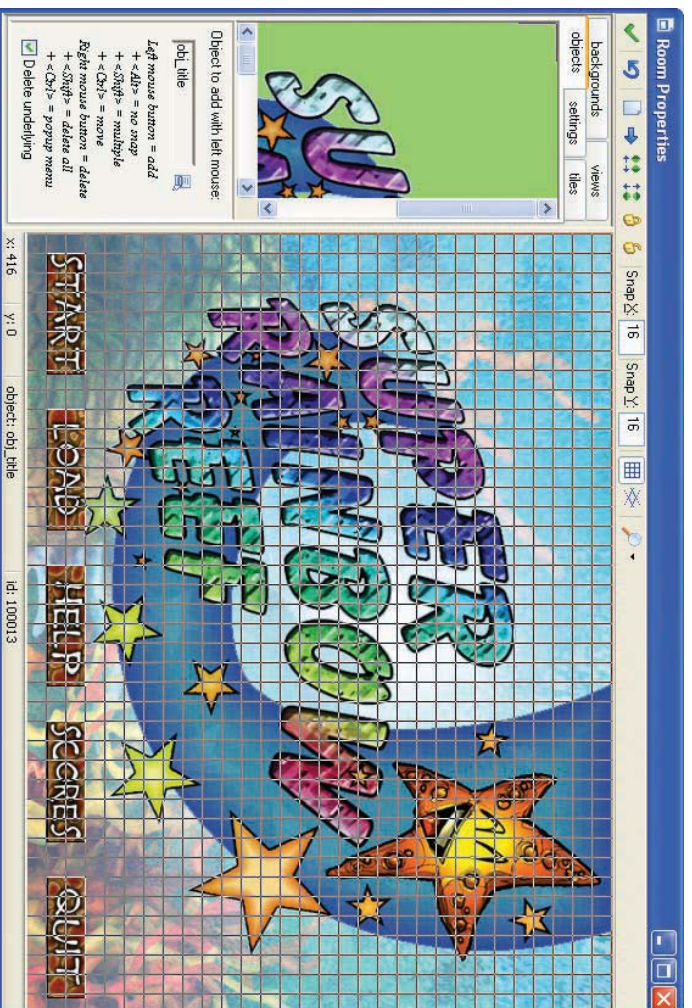 Room Properties
Snap X: 16 Snap Y: 16
backgrounds views
objects settings tiles
SU
Object to add with left mouse:
obj_title
Left mouse button = add
+ <Alt> = no snap
+ <Shift> = multiple
+ <Ctrl> = move
Right mouse button = delete
+ <Shift> = delete all
+ <Ctrl> = popup menu
Delete underlying
SUPER
RAINBOW
REEF
START LOAD HELP SCORES QUIT
x: 416 y: 0 object: obj_title id: 100013